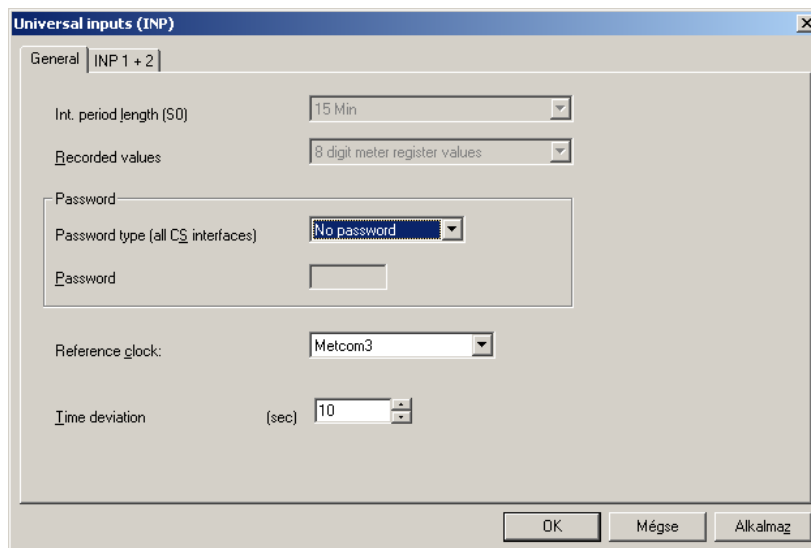 Universal inputs (INP)
General INP 1 + 2
Int. period length (S0) 15 Min
Recorded values 8 digit meter register values
Password
Password type (all CS interfaces) No password
Password
Reference clock: Metcom3
Time deviation (sec) 10
OK Mégse Alkalmaz